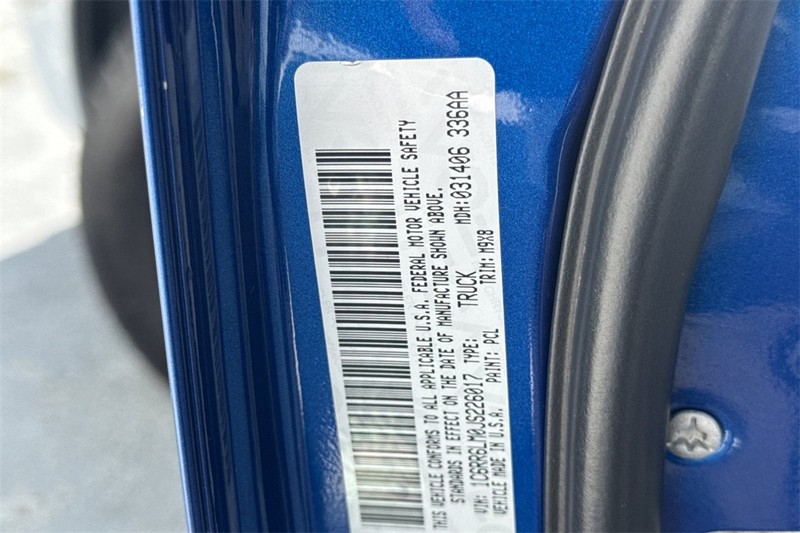 THIS VEHICLE CONFORMS TO ALL APPLICABLE U.S.A. FEDERAL MOTOR VEHICLE SAFETY
STANDARDS IN EFFECT ON THE DATE OF MANUFACTURE SHOWN ABOVE.
VIN: 1C6RR6LM0JS226017 TYPE: TRUCK MDH:031406 336AA
VEHICLE MADE IN U.S.A. PAINT: PCL TRIM: M9X8